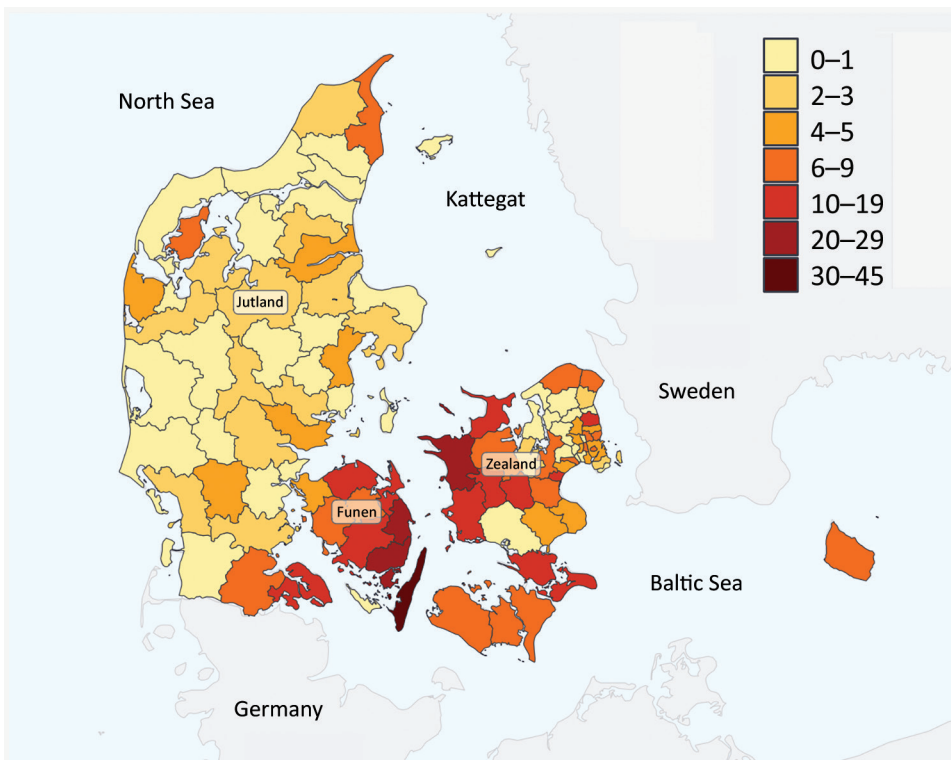 North Sea
Kattegat
Jutland
Sweden
Zealand
Funen
Baltic Sea
Germany
0–1
2–3
4–5
6–9
10–19
20–29
30–45